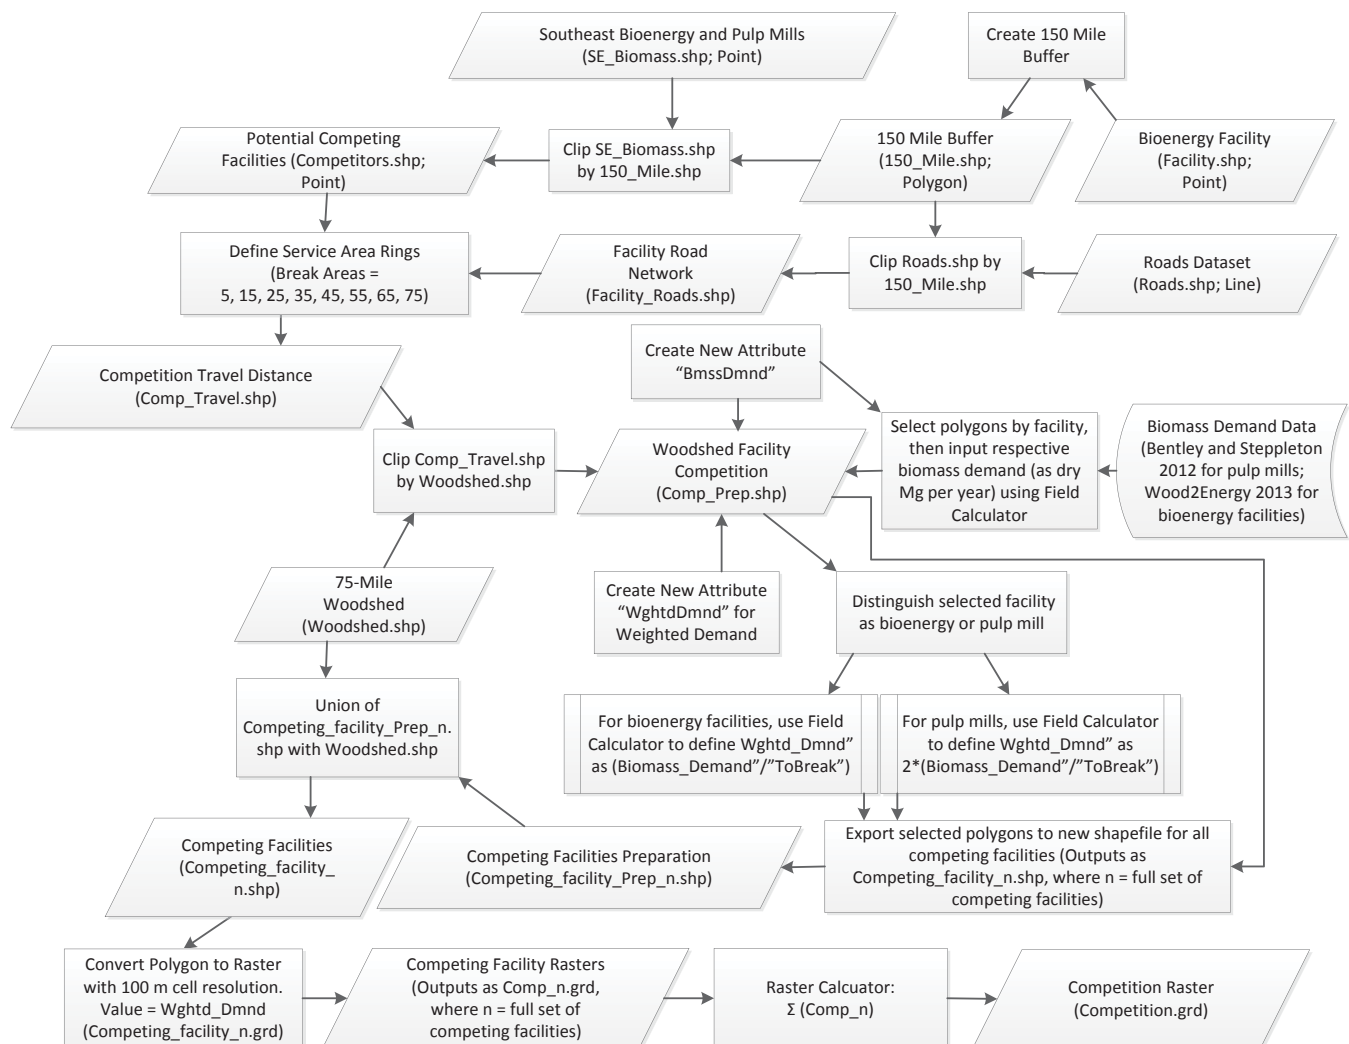 Southeast Bioenergy and Pulp Mills
(SE_Biomass.shp; Point)
Create 150 Mile
Buffer
Potential Competing
Facilities (Competitors.shp;
Point)
Clip SE_Biomass.shp
by 150_Mile.shp
150 Mile Buffer
(150_Mile.shp;
Polygon)
Bioenergy Facility
(Facility.shp;
Point)
Define Service Area Rings
(Break Areas =
5, 15, 25, 35, 45, 55, 65, 75)
Facility Road
Network
(Facility_Roads.shp)
Clip Roads.shp by
150_Mile.shp
Roads Dataset
(Roads.shp; Line)
Create New Attribute
“BmssDmnd”
Competition Travel Distance
(Comp_Travel.shp)
Clip Comp_Travel.shp
by Woodshed.shp
Woodshed Facility
Competition
(Comp_Prep.shp)
Select polygons by facility,
then input respective
biomass demand (as dry
Mg per year) using Field
Calculator
Biomass Demand Data
(Bentley and Steppleton
2012 for pulp mills;
Wood2Energy 2013 for
bioenergy facilities)
75-Mile
Woodshed
(Woodshed.shp)
Create New Attribute
“WghtdDmnd” for
Weighted Demand
Distinguish selected facility
as bioenergy or pulp mill
Union of
Competing_facility_Prep_n.
shp with Woodshed.shp
For bioenergy facilities, use Field
Calculator to define Wghtd_Dmnd”
as (Biomass_Demand”/”ToBreak”)
For pulp mills, use Field Calculator
to define Wghtd_Dmnd” as
2*(Biomass_Demand”/”ToBreak”)
Competing Facilities
(Competing_facility_
n.shp)
Competing Facilities Preparation
(Competing_facility_Prep_n.shp)
Export selected polygons to new shapefile for all
competing facilities (Outputs as
Competing_facility_n.shp, where n = full set of
competing facilities)
Convert Polygon to Raster
with 100 m cell resolution.
Value = Wghtd_Dmnd
(Competing_facility_n.grd)
Competing Facility Rasters
(Outputs as Comp_n.grd,
where n = full set of
competing facilities)
Raster Calcuator:
Σ (Comp_n)
Competition Raster
(Competition.grd)